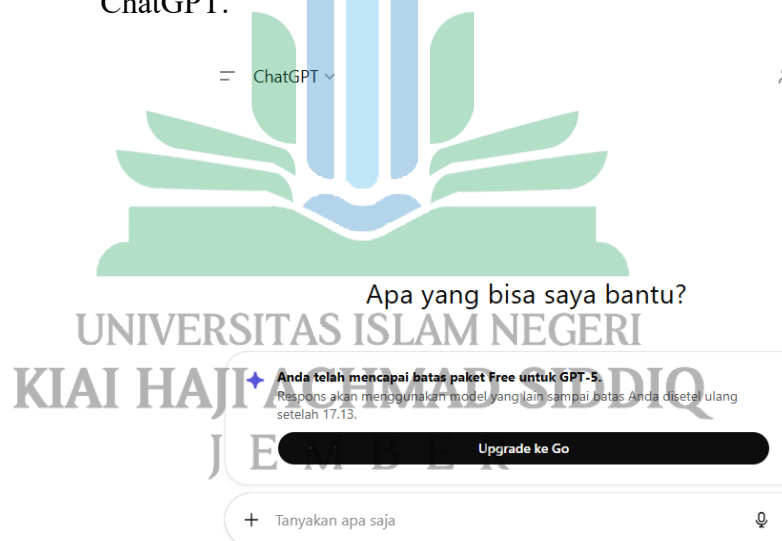 ChatGPT.
ChatGPT
Apa yang bisa saya bantu?
UNIVERSITAS ISLAM NEGERI
Anda telah mencapai batas paket Free untuk GPT-5.
KIAI HAJI ACHMAD SIDDIQ
Respons akan menggunakan model yang lain sampai batas Anda disetel ulang
setelah 17.13.
Upgrade ke Go
JEMBER
Tanyakan apa saja